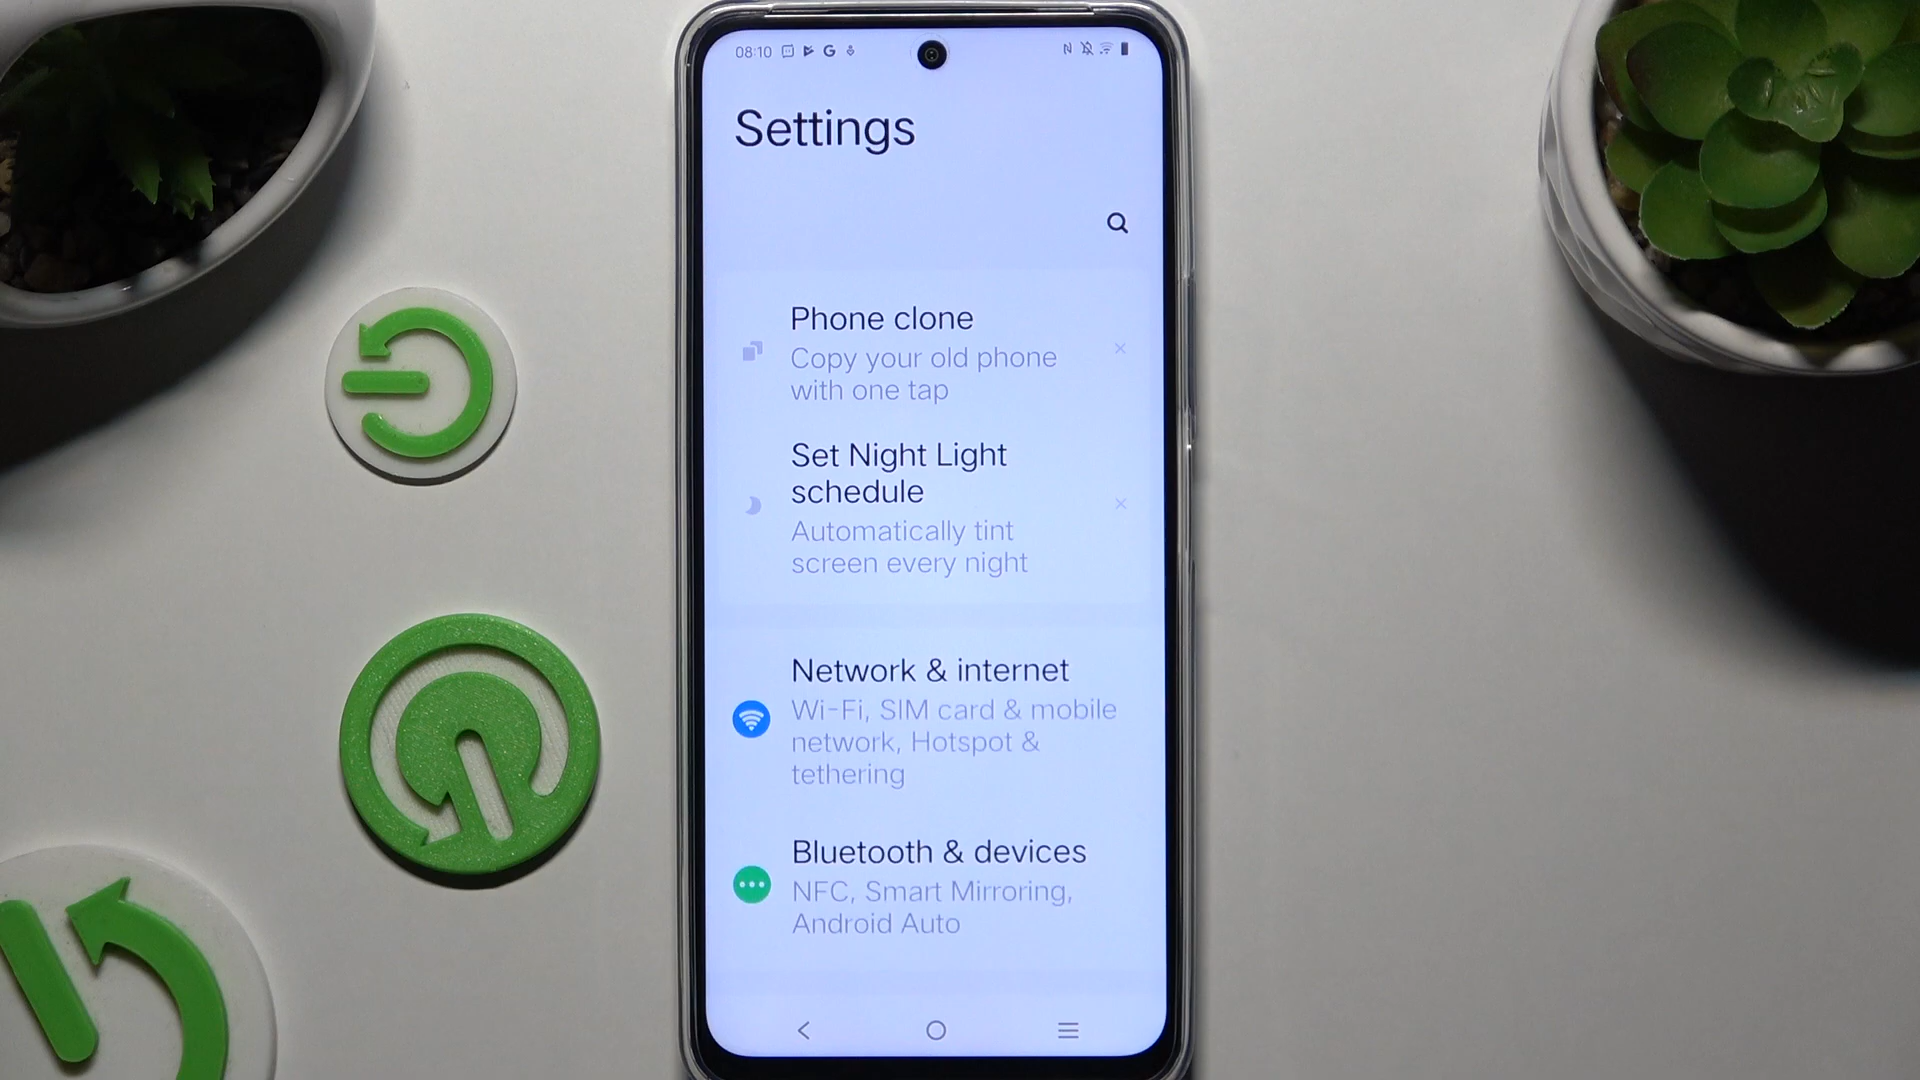 08:10
Settings
Phone clone
Copy your old phone
with one tap
Set Night Light
schedule
Automatically tint
screen every night
Network & internet
Wi-Fi, SIM card & mobile
network, Hotspot &
tethering
Bluetooth & devices
NFC, Smart Mirroring,
Android Auto